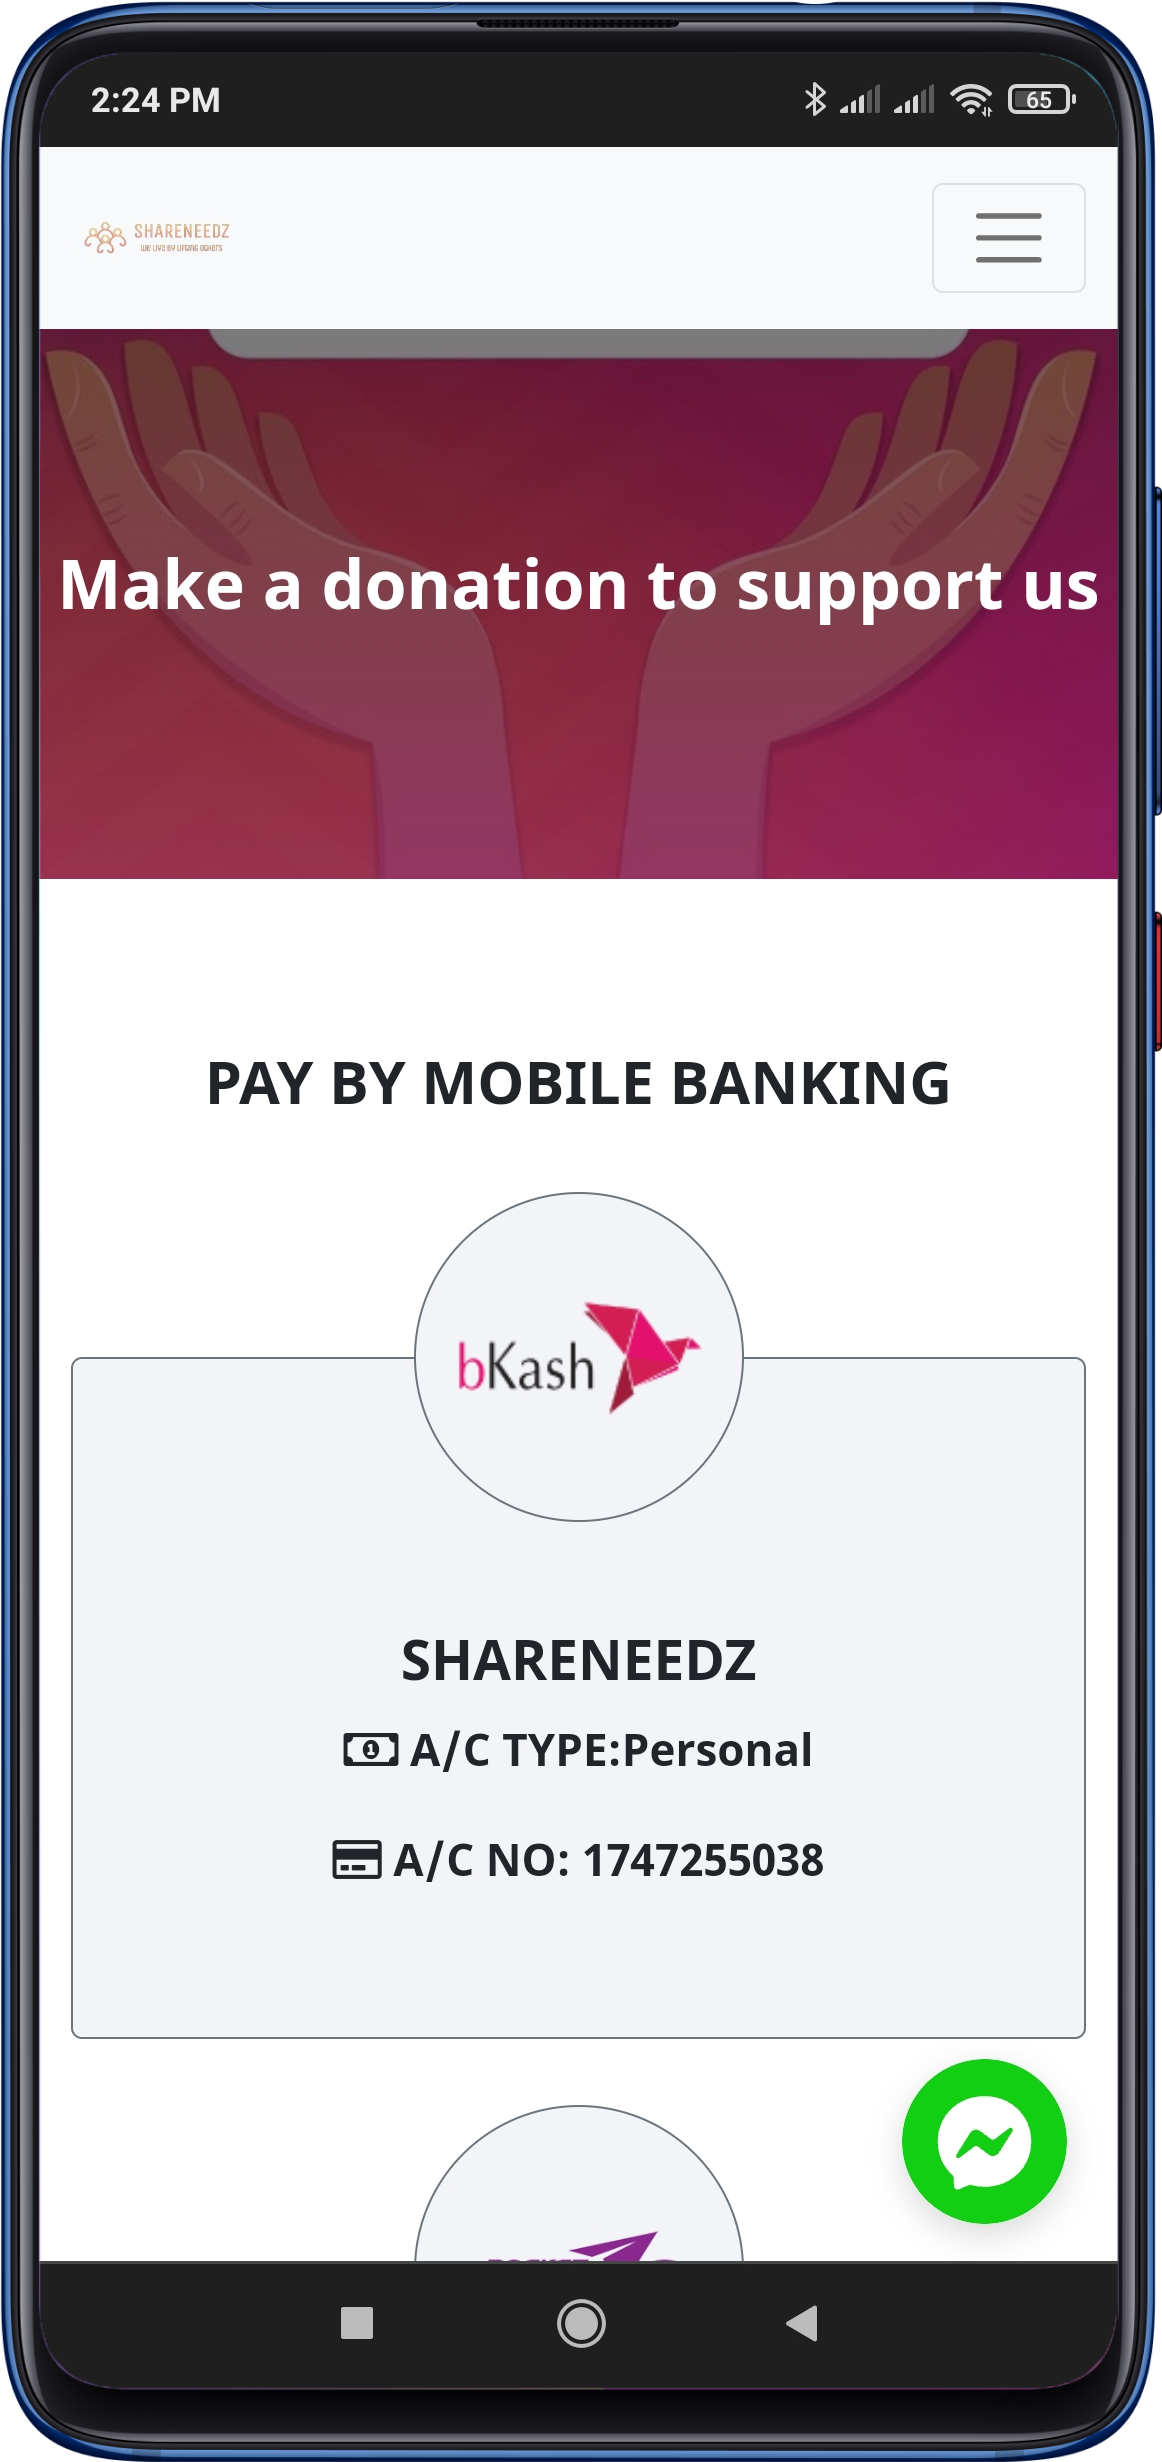 2:24 PM
65
SHARENEEDZ
WE LIVE BY LIFTING OTHERS
Make a donation to support us
PAY BY MOBILE BANKING
bKash
SHARENEEDZ
A/C TYPE:Personal
A/C NO: 1747255038